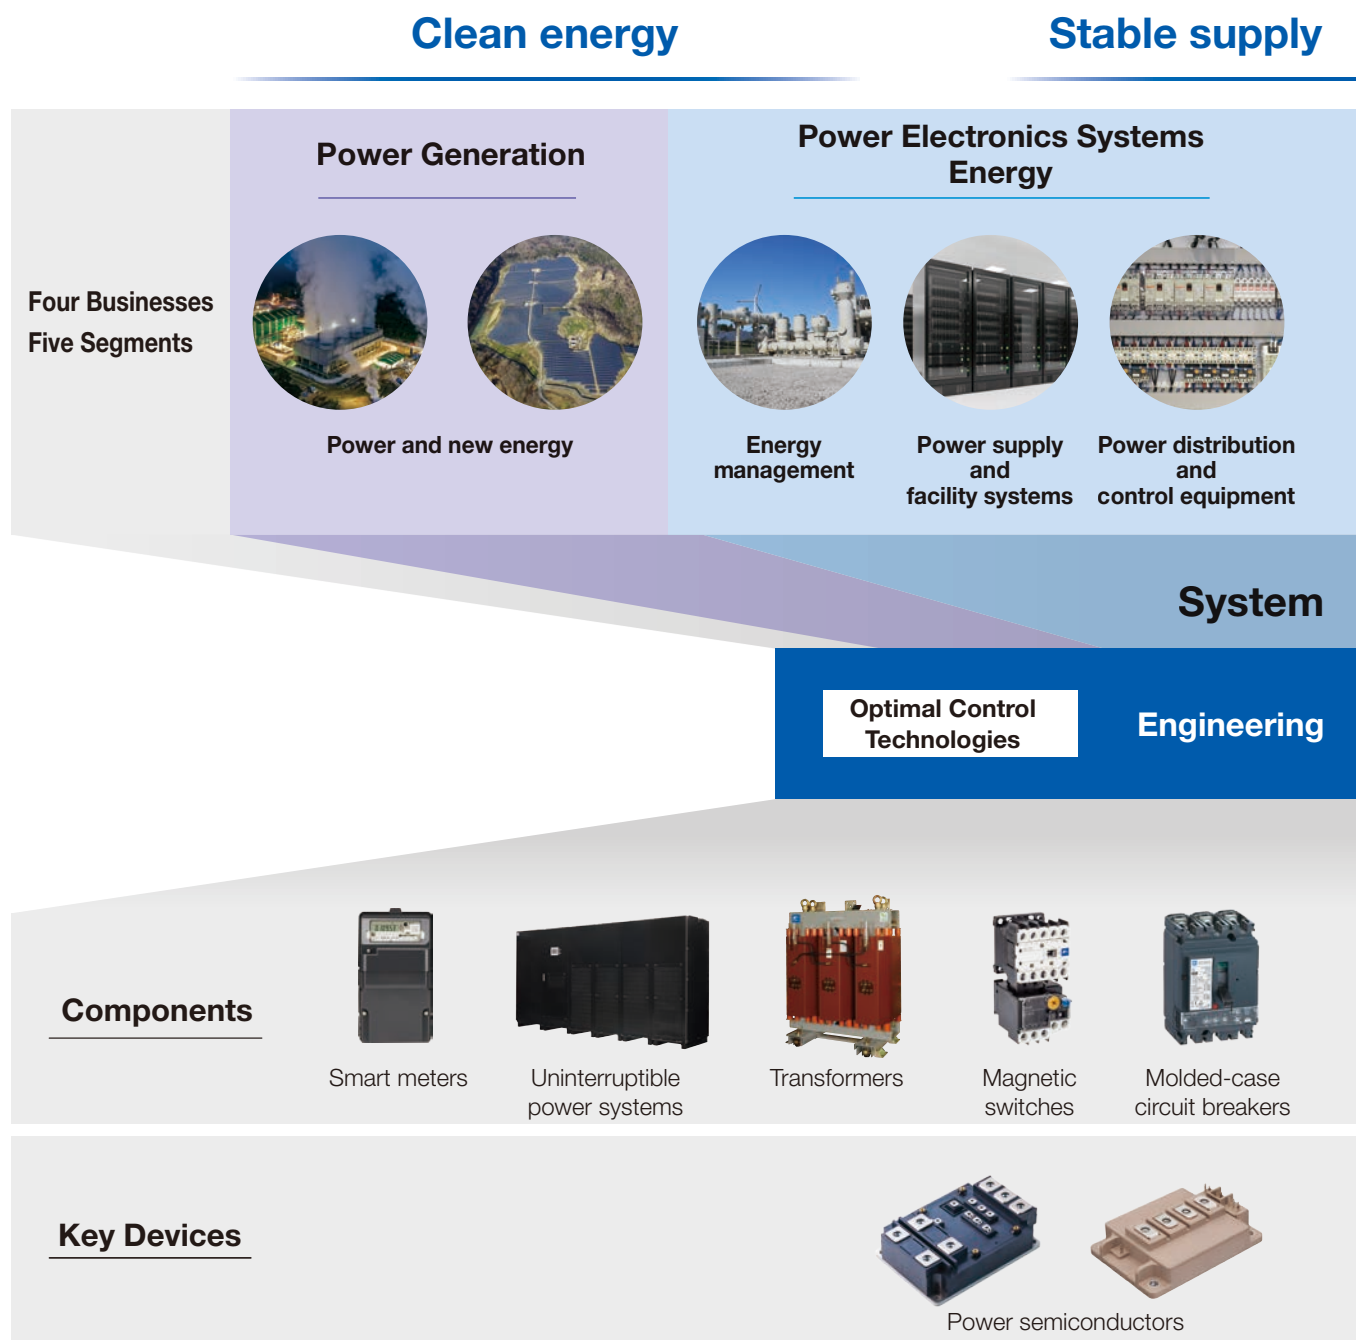 Clean energy
Stable supply
Power Generation
Power Electronics Systems
Energy
Four Businesses
Five Segments
Power and new energy
Energy
management
Power supply
and
facility systems
Power distribution
and
control equipment
System
Optimal Control
Technologies
Engineering
Components
Smart meters
Uninterruptible
power systems
Transformers
Magnetic
switches
Molded-case
circuit breakers
Key Devices
Power semiconductors